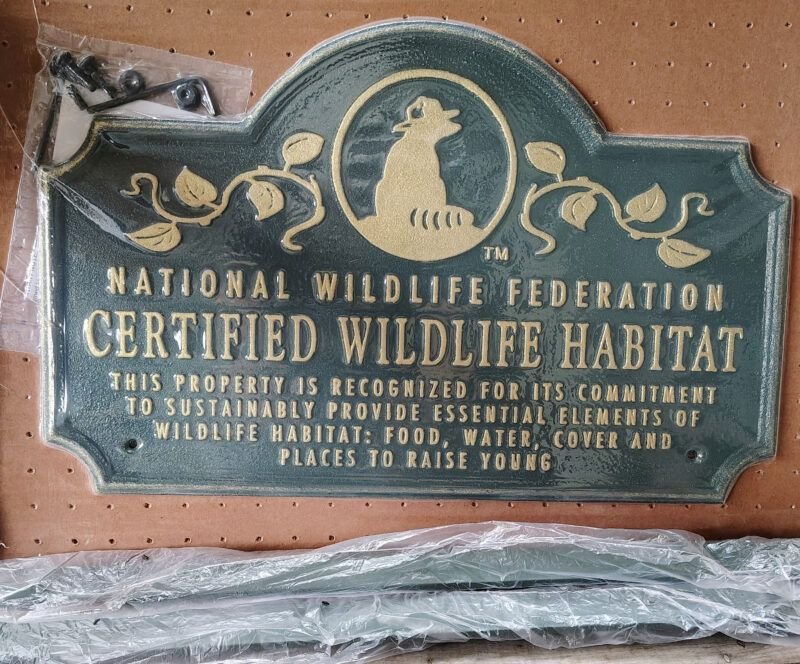 TM
NATIONAL WILDLIFE FEDERATION
CERTIFIED WILDLIFE HABITAT
THIS PROPERTY IS RECOGNIZED FOR ITS COMMITMENT
TO SUSTAINABLY PROVIDE ESSENTIAL ELEMENTS OF
WILDLIFE HABITAT: FOOD, WATER, COVER AND
PLACES TO RAISE YOUNG